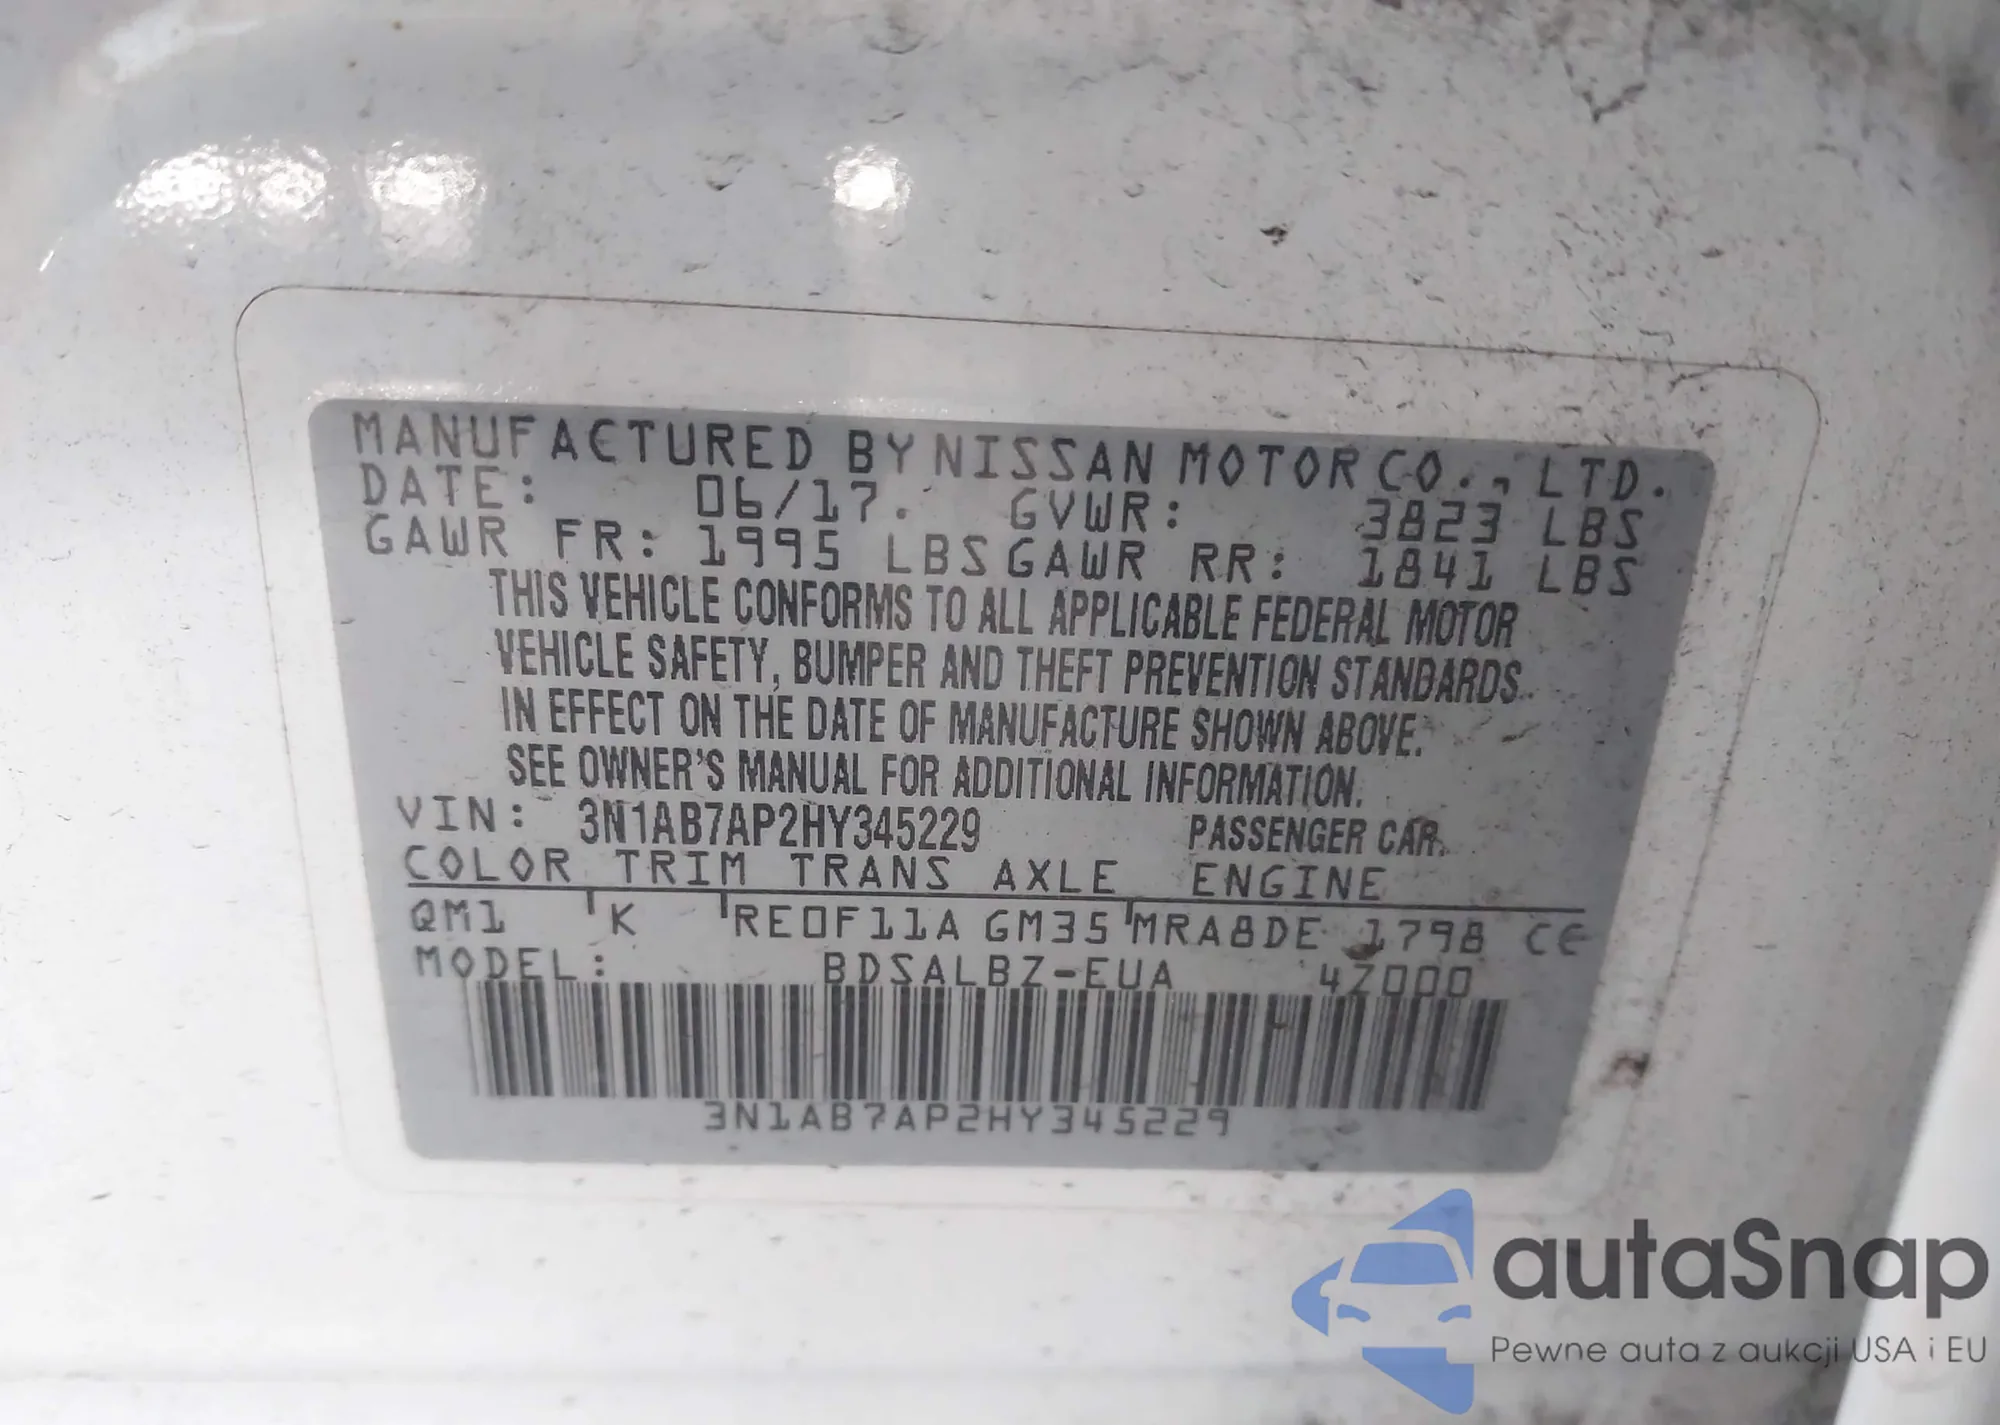 MANUFACTURED BY NISSAN MOTOR CO., LTD.
DATE: 06/17. GVWR: 3823 LBS
GAWR FR: 1995 LBS GAWR RR: 1841 LBS
THIS VEHICLE CONFORMS TO ALL APPLICABLE FEDERAL MOTOR
VEHICLE SAFETY, BUMPER AND THEFT PREVENTION STANDARDS
IN EFFECT ON THE DATE OF MANUFACTURE SHOWN ABOVE.
SEE OWNER'S MANUAL FOR ADDITIONAL INFORMATION.
VIN: 3N1AB7AP2HY345229 PASSENGER CAR
COLOR TRIM TRANS AXLE ENGINE
QM1 K RE0F11A GM35 MRA8DE 1798 CC
MODEL: BDSALBZ-EUA 4Z000
3N1AB7AP2HY345229
autaSnap
Pewne auta z aukcji USA i EU